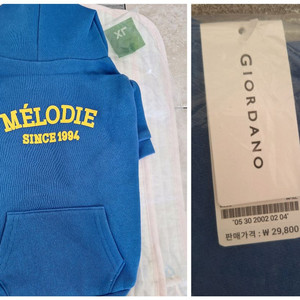 XL
MÉLODIE
SINCE 1994
GIORDANO
'05 30 2002 02 04'
판매가격 : ₩ 29,800